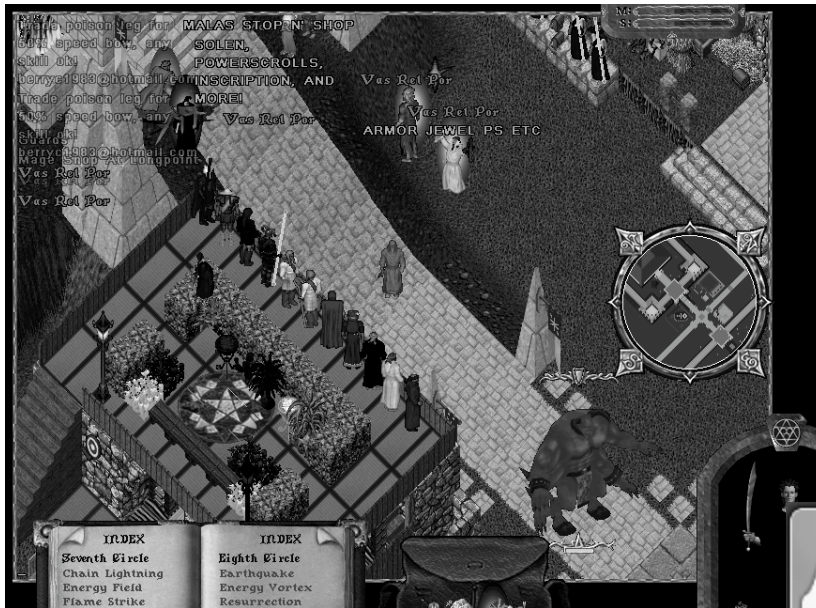 Trade poison leg for
60% speed bow, any
skill ok!
berryc1983@hotmail.com
Trade poison leg for
50% speed bow, any
skill ok!
Guards
berryc1983@hotmail.com
Mage Shop At Longpoint
Vas Rel Por
Vas Rel Por
MALAS STOP N' SHOP
SOLEN,
POWERSCROLLS,
INSCRIPTION, AND
MORE!
Vas Rel Por
Vas Rel Por
Vas Rel Por
ARMOR JEWEL PS ETC
M:
S:
INDEX
Seventh Circle
Chain Lightning
Energy Field
Flame Strike
INDEX
Eighth Circle
Earthquake
Energy Vortex
Resurrection